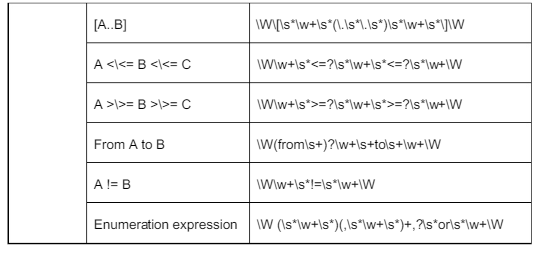 [A..B] \W\[\s*\w+\s*(\.\s*\.\s*)\s*\w+\s*\]\W
A <\<= B <\<= C \W\w+\s*<=?\s*\w+\s*<=?\s*\w+\W
A >\>= B >\>= C \W\w+\s*>=?\s*\w+\s*>=?\s*\w+\W
From A to B \W(from\s+)?\w+\s+to\s+\w+\W
A != B \W\w+\s*!=\s*\w+\W
Enumeration expression \W (\s*\w+\s*)(,\s*\w+\s*)+,?\s*or\s*\w+\W